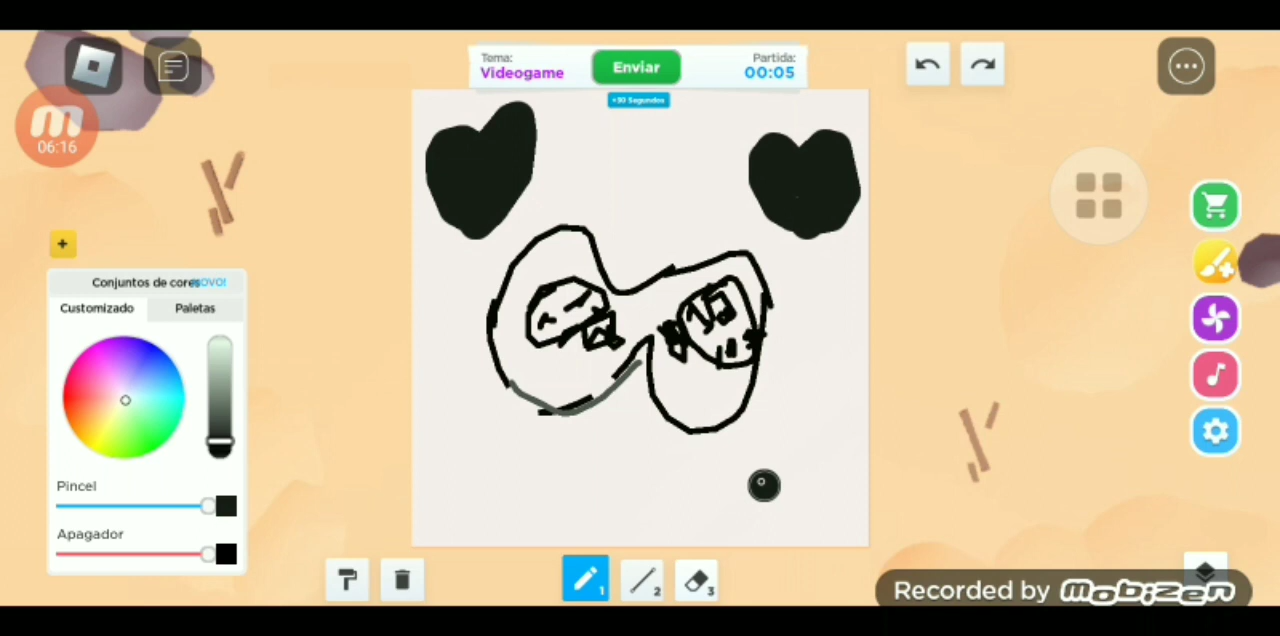 Tema:
Videogame
Enviar
Partida:
00:05
+30 Segundos
M
06:16
+
Conjuntos de cores NOVO!
Customizado
Paletas
Pincel
Apagador
1
2
3
Recorded by mobizen